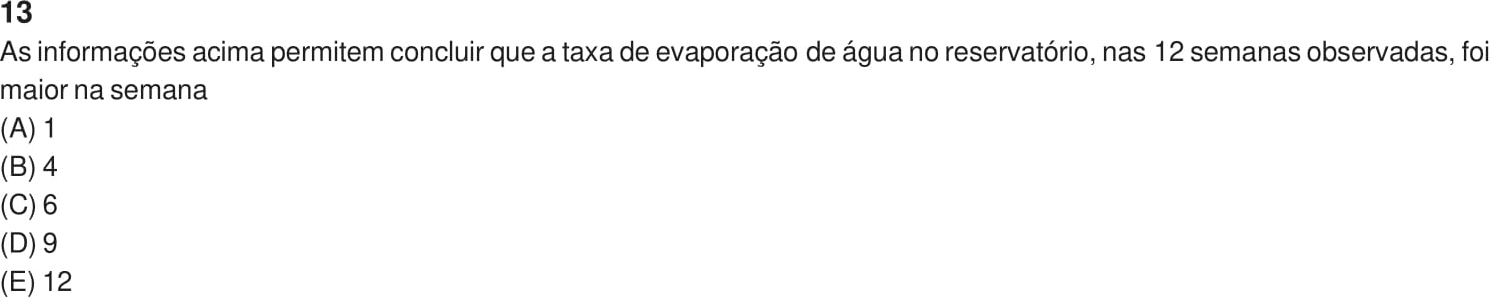 13
As informações acima permitem concluir que a taxa de evaporação de água no reservatório, nas 12 semanas observadas, foi
maior na semana
(A) 1
(B) 4
(C) 6
(D) 9
(E) 12